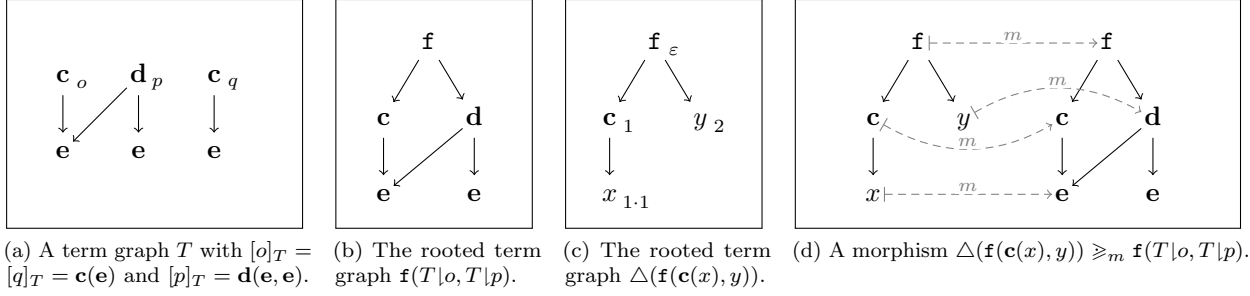 c o d p c q
e e e
f
c d
e e
f ε
c 1 y 2
x 1·1
f m f
m
c y c d
m
x m e e
(a) A term graph T with [o]T =
[q]T = c(e) and [p]T = d(e, e).
(b) The rooted term
graph f(T⇂o, T⇂p).
(c) The rooted term
graph △(f(c(x), y)).
(d) A morphism △(f(c(x), y)) ⩾m f(T⇂o, T⇂p).